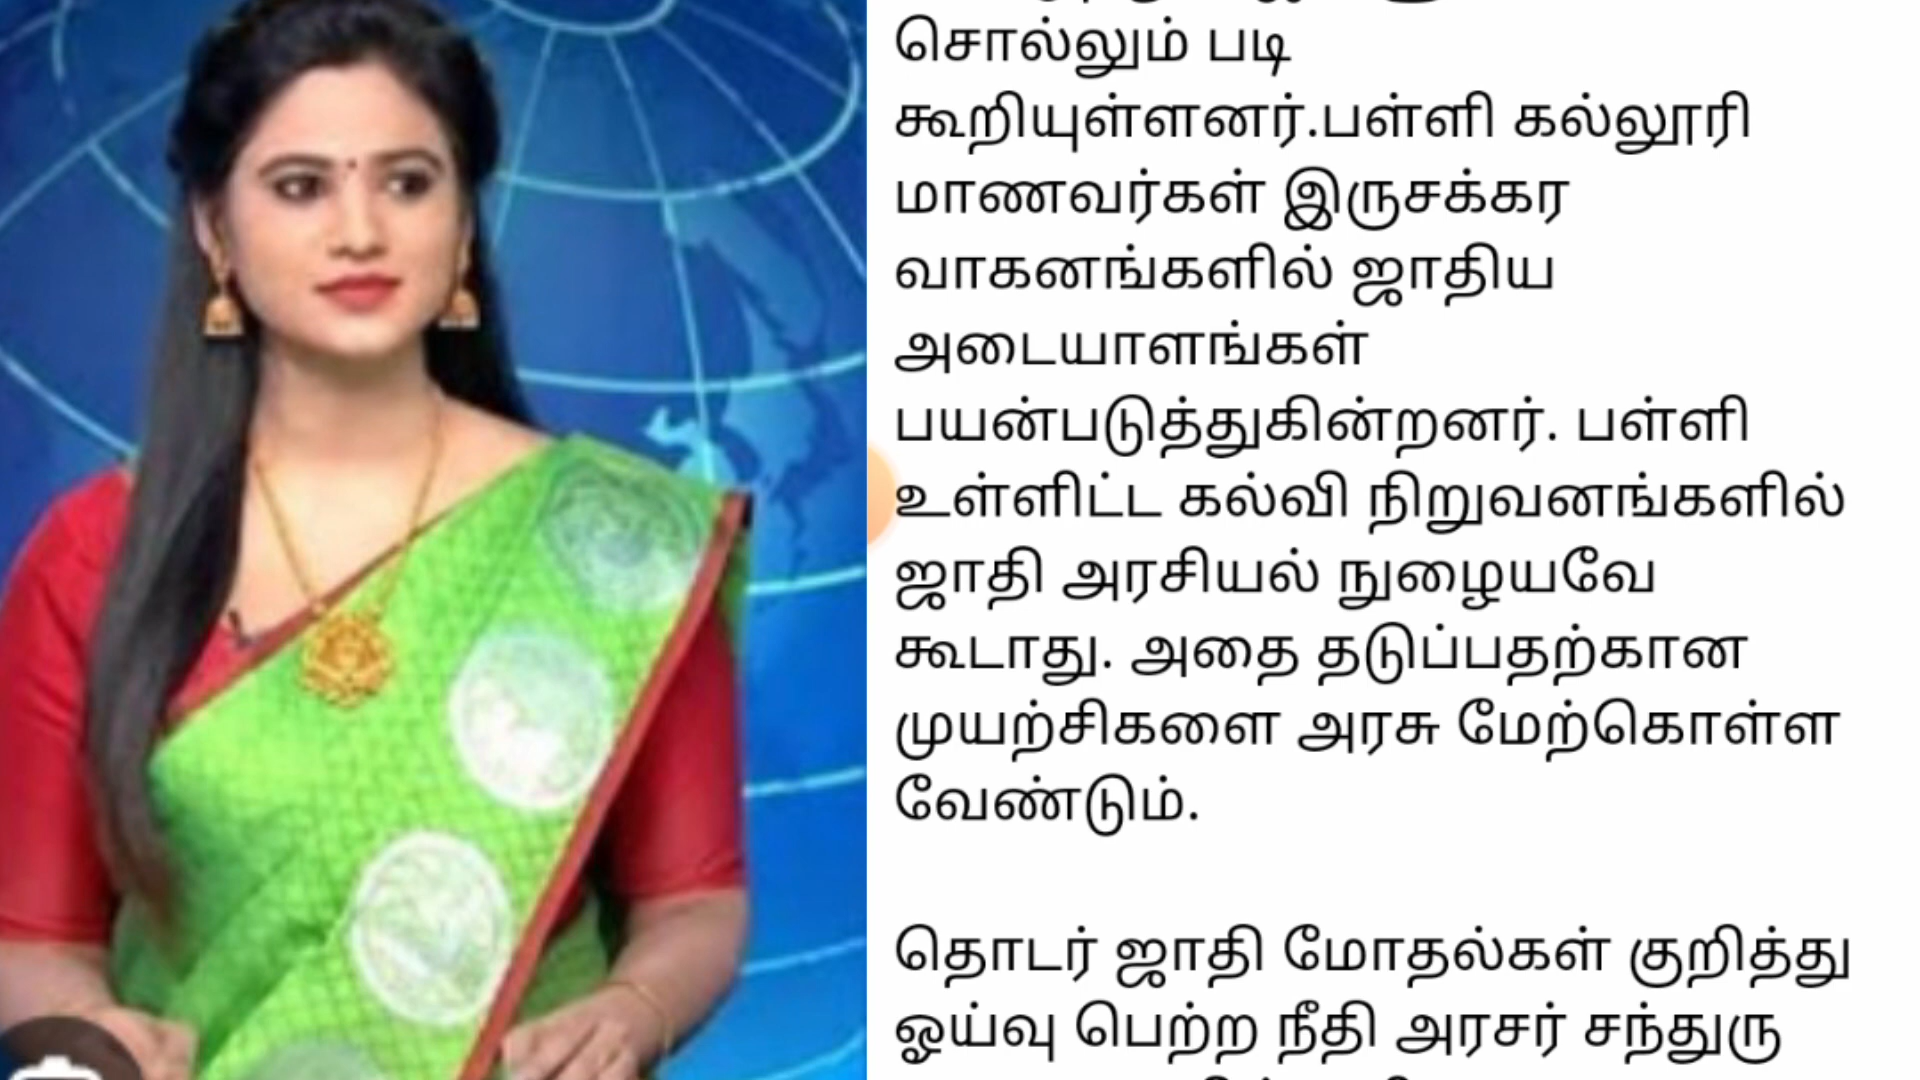 சொல்லும் படி
கூறியுள்ளனர்.பள்ளி கல்லூரி
மாணவர்கள் இருசக்கர
வாகனங்களில் ஜாதிய
அடையாளங்கள்
பயன்படுத்துகின்றனர். பள்ளி
உள்ளிட்ட கல்வி நிறுவனங்களில்
ஜாதி அரசியல் நுழையவே
கூடாது. அதை தடுப்பதற்கான
முயற்சிகளை அரசு மேற்கொள்ள
வேண்டும்.
தொடர் ஜாதி மோதல்கள் குறித்து
ஓய்வு பெற்ற நீதி அரசர் சந்துரு